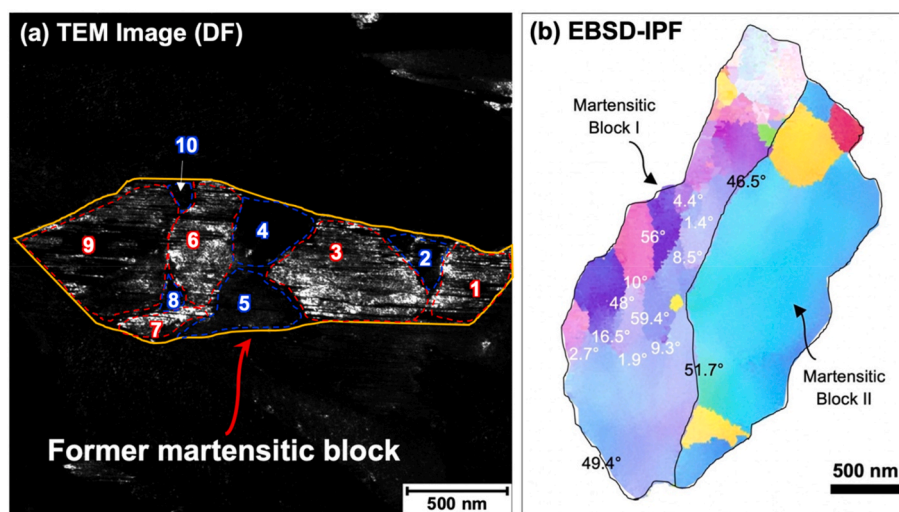 (a) TEM Image (DF)
10
9
6
4
3
2
1
8
5
7
Former martensitic block
500 nm
(b) EBSD-IPF
Martensitic
Block I
46.5°
4.4°
1.4°
56°
8.5°
10°
48°
59.4°
16.5°
9.3°
2.7°
1.9°
51.7°
Martensitic
Block II
49.4°
500 nm